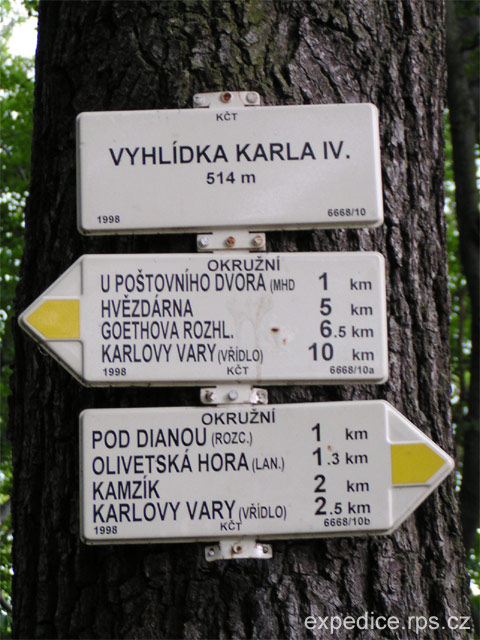 KČT
VYHLÍDKA KARLA IV.
514 m
1998 6668/10
OKRUŽNÍ
U POŠTOVNÍHO DVORA (MHD 1 km
HVĚZDÁRNA 5 km
GOETHOVA ROZHL. 6.5 km
KARLOVY VARY (VŘÍDLO) 10 km
1998 KČT 6668/10a
OKRUŽNÍ
POD DIANOU (ROZC.) 1 km
OLIVETSKÁ HORA (LAN.) 1.3 km
KAMZÍK 2 km
KARLOVY VARY (VŘÍDLO) 2.5 km
1998 KČT 6668/10b
expedice.rps.cz